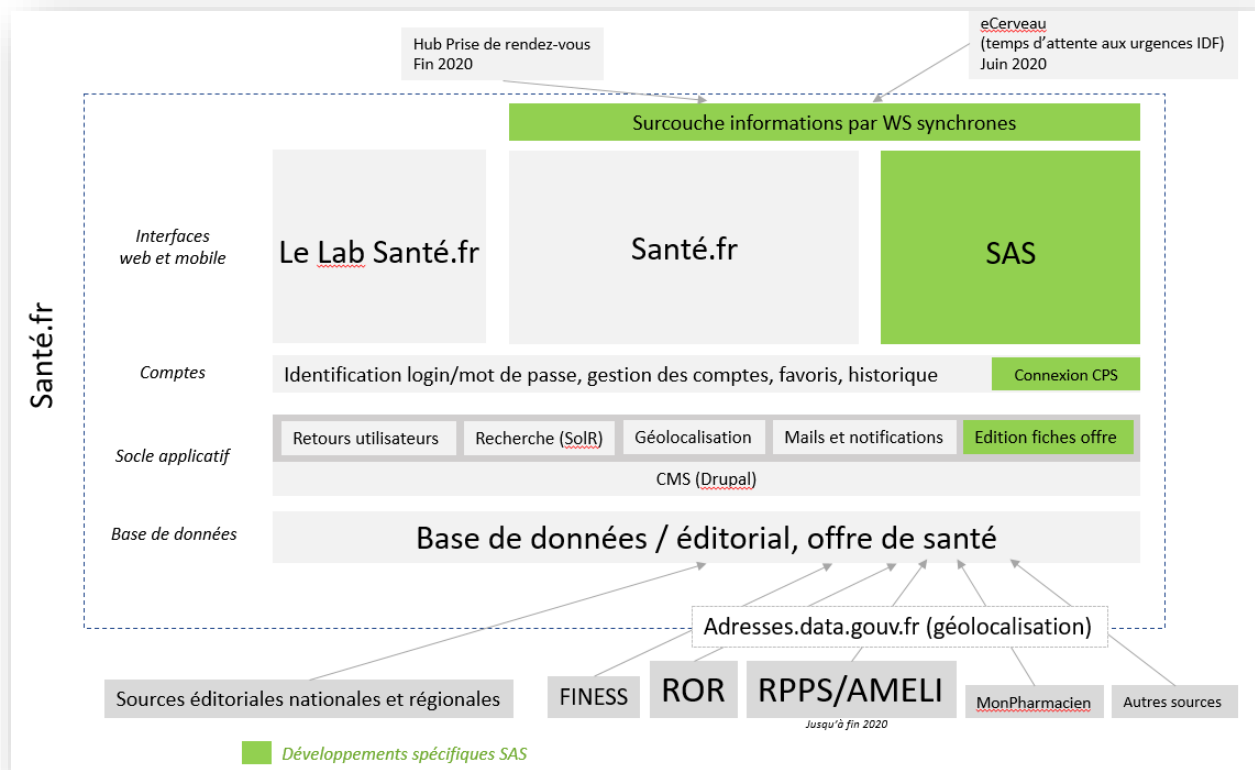 Hub Prise de rendez-vous
Fin 2020
eCerveau
(temps d'attente aux urgences IDF)
Juin 2020
Surcouche informations par WS synchrones
Santé.fr
Interfaces
web et mobile
Le Lab Santé.fr
Santé.fr
SAS
Comptes
Identification login/mot de passe, gestion des comptes, favoris, historique
Connexion CPS
Socle applicatif
Retours utilisateurs
Recherche (SolR)
Géolocalisation
Mails et notifications
Edition fiches offre
CMS (Drupal)
Base de données
Base de données / éditorial, offre de santé
Adresses.data.gouv.fr (géolocalisation)
Sources éditoriales nationales et régionales
FINESS
ROR
RPPS/AMELI
MonPharmacien
Autres sources
Jusqu'à fin 2020
Développements spécifiques SAS